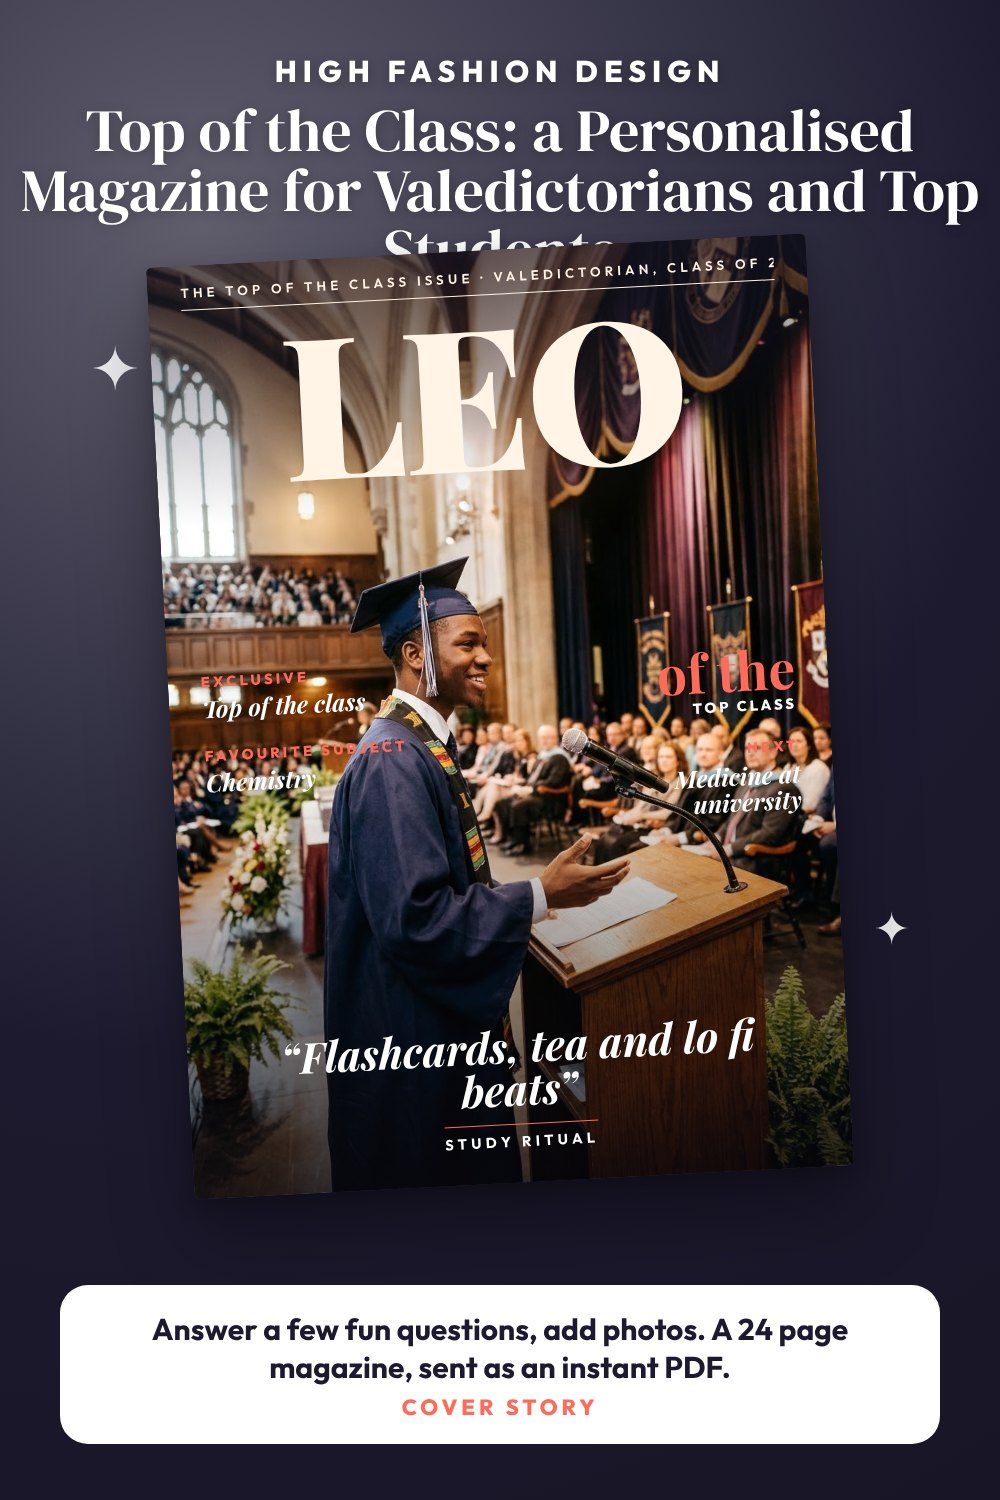 HIGH FASHION DESIGN
Top of the Class: a Personalised
Magazine for Valedictorians and Top
Students
THE TOP OF THE CLASS ISSUE · VALEDICTORIAN, CLASS OF 2
LEO
EXCLUSIVE
Top of the class
FAVOURITE SUBJECT
Chemistry
of the
TOP CLASS
NEXT
Medicine at
university
“Flashcards, tea and lo fi
beats”
STUDY RITUAL
Answer a few fun questions, add photos. A 24 page
magazine, sent as an instant PDF.
COVER STORY